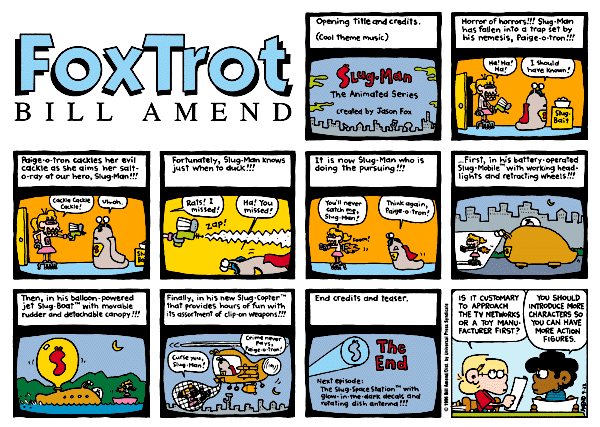 FoxTrot
BILL AMEND
Opening title and credits.
(Cool theme music)
$lug-Man
The Animated Series
created by Jason Fox
Horror of horrors!!! Slug-Man
has fallen into a trap set by
his nemesis, Paige-o-tron!!!
Ha! Ha!
Ha!
I should
have known!
Slug-
Bait
Paige-o-tron cackles her evil
cackle as she aims her salt-
o-ray at our hero, Slug-Man!!!
Cackle Cackle
Cackle!
Uh-oh.
Fortunately, Slug-Man knows
just when to duck!!!
Rats! I
missed!
Ha! You
missed!
Zap!
It is now Slug-Man who is
doing the pursuing!!!
You'll never
catch me,
Slug-Man!
Think again,
Paige-o-tron!
Foom!
...First, in his battery-operated
Slug-Mobile™ with working head-
lights and retracting wheels!!!
Then, in his balloon-powered
jet Slug-Boat™ with movable
rudder and detachable canopy!!!
$
Finally, in his new Slug-Copter™
that provides hours of fun with
its assortment of clip-on weapons!!!
Crime never
pays,
Paige-o-tron!
Curse you,
Slug-Man!
End credits and teaser.
$
The
End
Next episode:
The Slug-Space Station™ with
glow-in-the-dark decals and
rotating dish antenna!!!
IS IT CUSTOMARY
TO APPROACH
THE TV NETWORKS
OR A TOY MANU-
FACTURER FIRST?
YOU SHOULD
INTRODUCE MORE
CHARACTERS SO
YOU CAN HAVE
MORE ACTION
FIGURES.